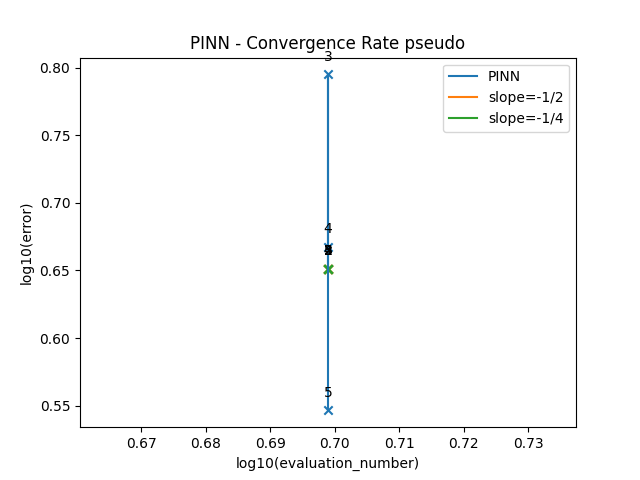 PINN - Convergence Rate pseudo
3
PINN
slope=-1/2
slope=-1/4
0.80
0.75
0.70
4
0.65
0.60
5
0.55
log10(error)
0.67 0.68 0.69 0.70 0.71 0.72 0.73
log10(evaluation_number)